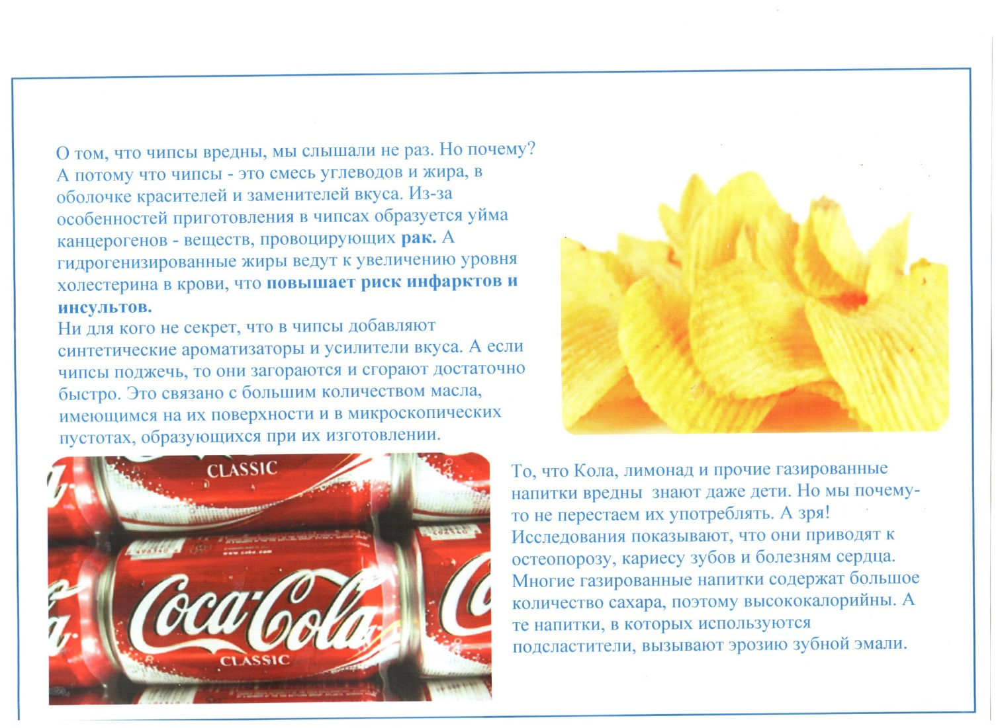 О том, что чипсы вредны, мы слышали не раз. Но почему?
А потому что чипсы - это смесь углеводов и жира, в
оболочке красителей и заменителей вкуса. Из-за
особенностей приготовления в чипсах образуется уйма
канцерогенов - веществ, провоцирующих рак. А
гидрогенизированные жиры ведут к увеличению уровня
холестерина в крови, что повышает риск инфарктов и
инсультов.
Ни для кого не секрет, что в чипсы добавляют
синтетические ароматизаторы и усилители вкуса. А если
чипсы поджечь, то они загораются и сгорают достаточно
быстро. Это связано с большим количеством масла,
имеющимся на их поверхности и в микроскопических
пустотах, образующихся при их изготовлении.
CLASSIC
Coca-Cola
CLASSIC
То, что Кола, лимонад и прочие газированные
напитки вредны  знают даже дети. Но мы почему-
то не перестаем их употреблять. А зря!
Исследования показывают, что они приводят к
остеопорозу, кариесу зубов и болезням сердца.
Многие газированные напитки содержат большое
количество сахара, поэтому высококалорийны. А
те напитки, в которых используются
подсластители, вызывают эрозию зубной эмали.